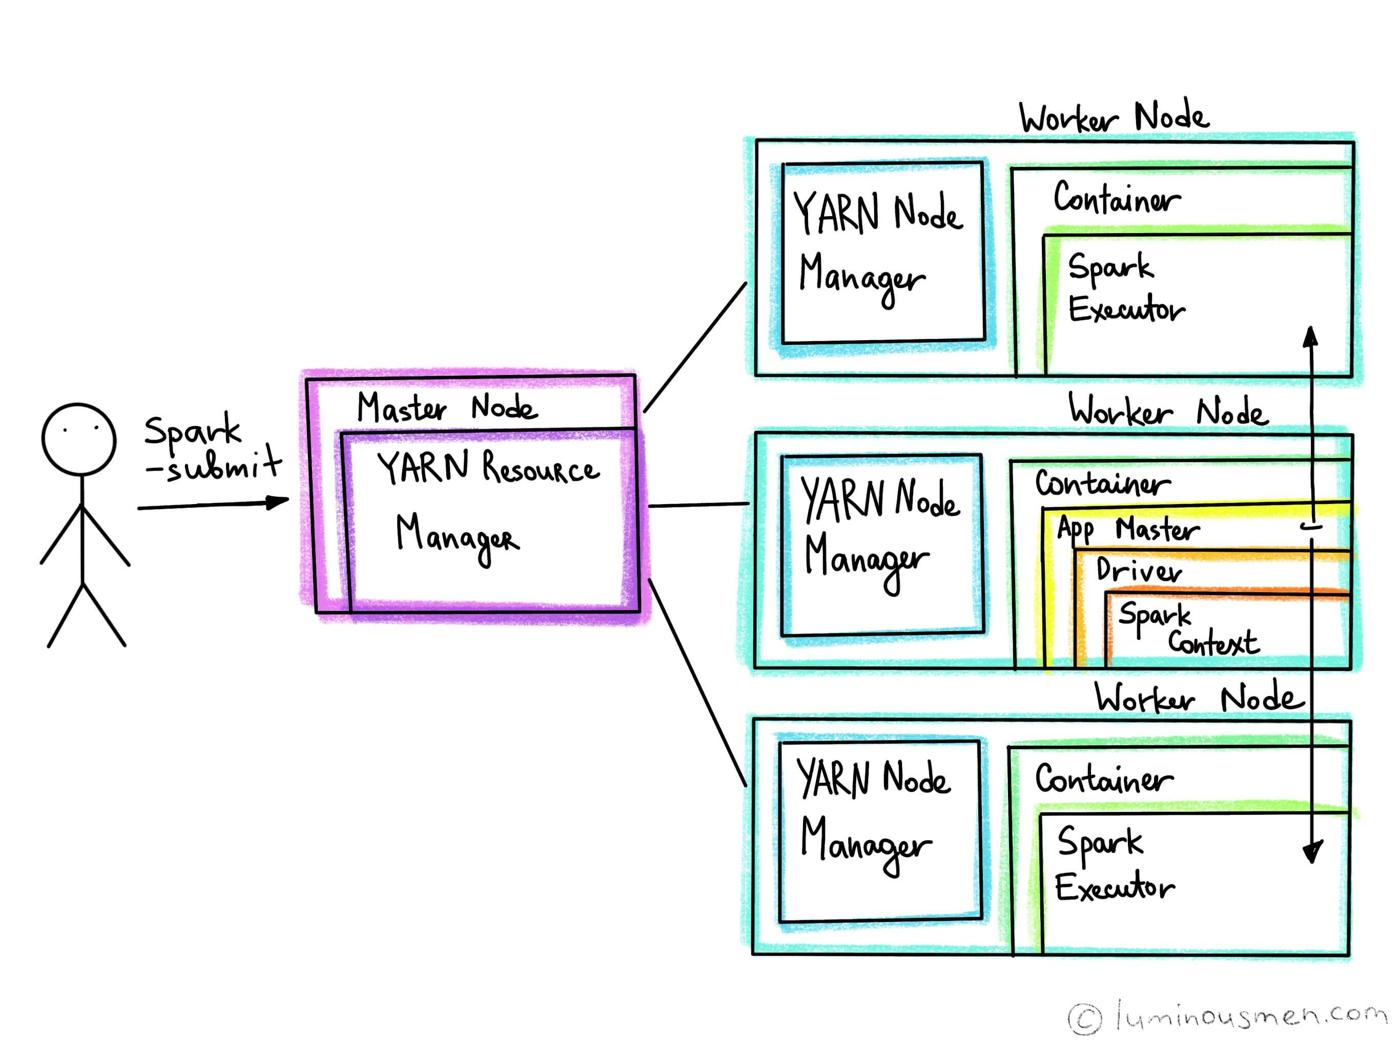 Spark
-submit
Master Node
YARN Resource
Manager
Worker Node
YARN Node
Manager
Container
Spark
Executor
Worker Node
YARN Node
Manager
Container
App Master
Driver
Spark
Context
Worker Node
YARN Node
Manager
Container
Spark
Executor
© luminousmen.com